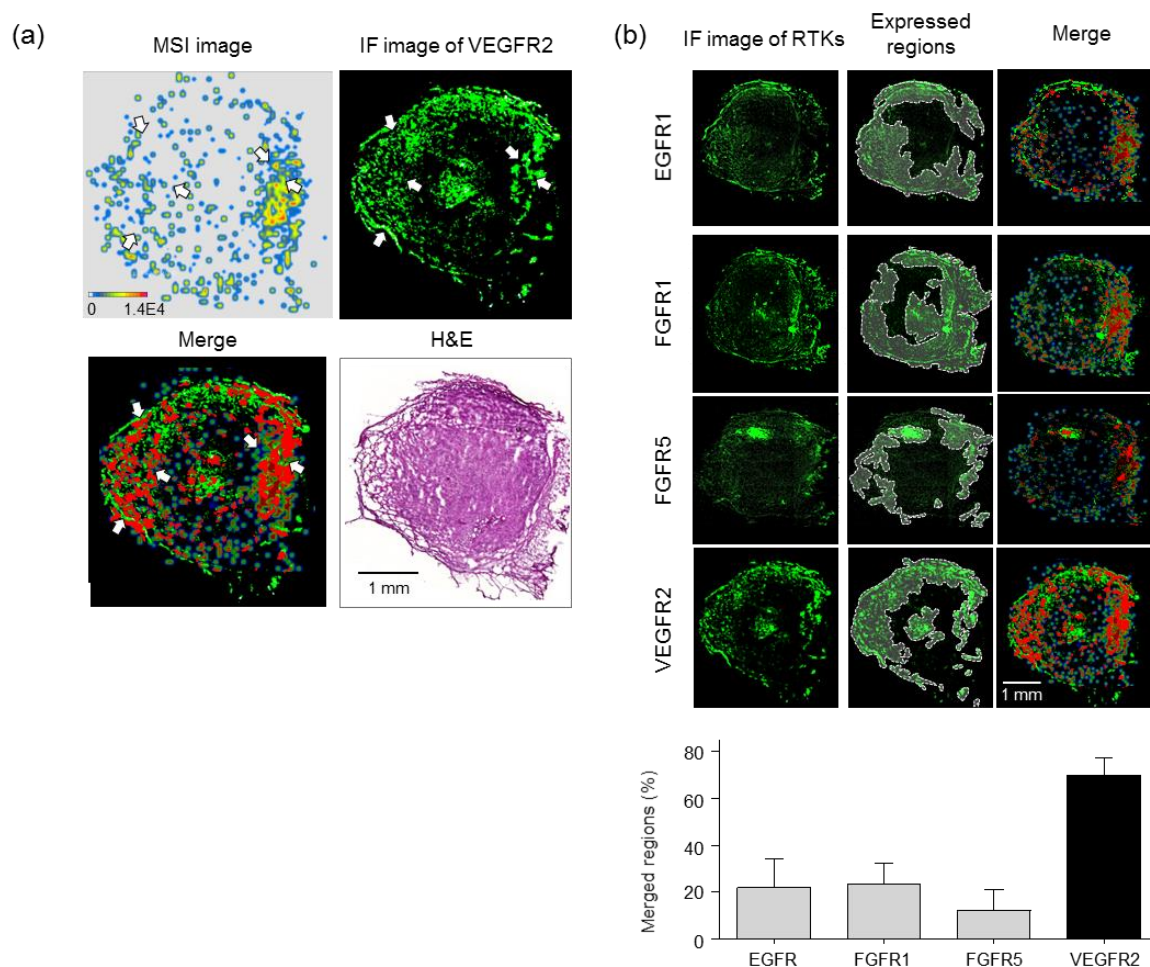 (a)
MSI image
IF image of VEGFR2
0
1.4E4
Merge
H&E
1 mm
(b)
IF image of RTKs
Expressed
regions
Merge
EGFR1
FGFR1
FGFR5
VEGFR2
1 mm
Merged regions (%)
80
60
40
20
0
EGFR
FGFR1
FGFR5
VEGFR2